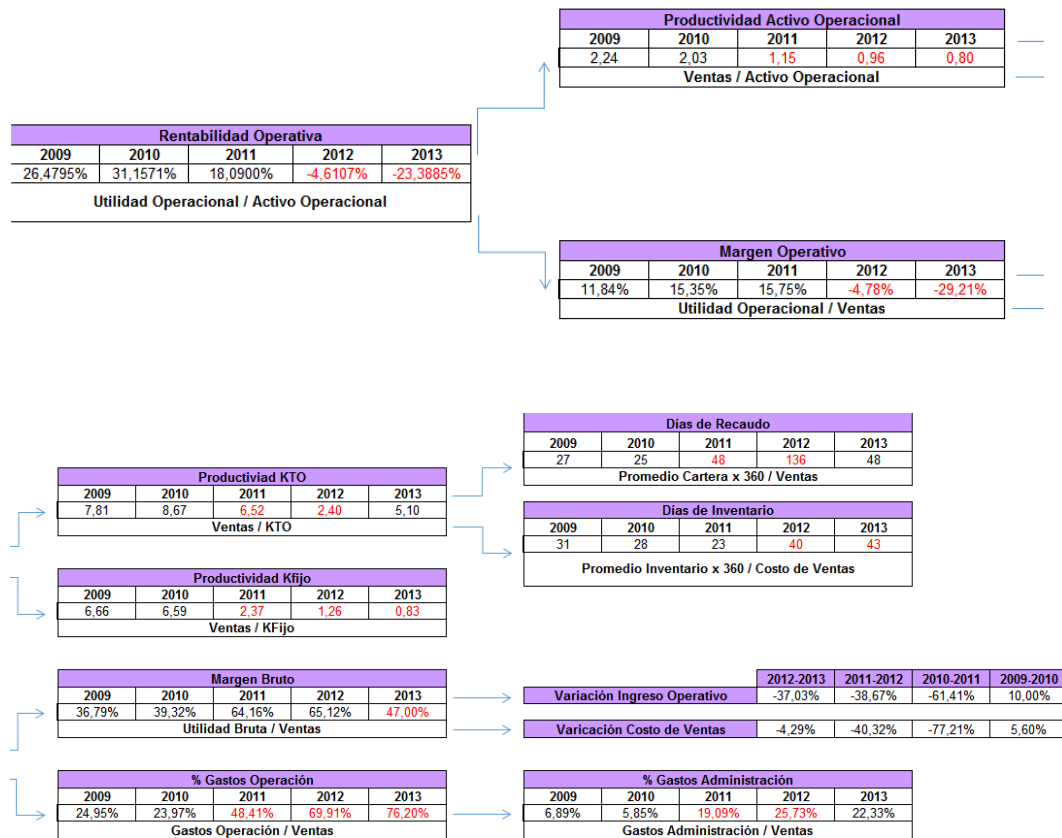 Productividad Activo Operacional
2009 2010 2011 2012 2013
2,24 2,03 1,15 0,96 0,80
Ventas / Activo Operacional
Rentabilidad Operativa
2009 2010 2011 2012 2013
26,4795% 31,1571% 18,0900% -4,6107% -23,3885%
Utilidad Operacional / Activo Operacional
Margen Operativo
2009 2010 2011 2012 2013
11,84% 15,35% 15,75% -4,78% -29,21%
Utilidad Operacional / Ventas
Días de Recaudo
2009 2010 2011 2012 2013
27 25 48 136 48
Promedio Cartera x 360 / Ventas
Productiviad KTO
2009 2010 2011 2012 2013
7,81 8,67 6,52 2,40 5,10
Ventas / KTO
Días de Inventario
2009 2010 2011 2012 2013
31 28 23 40 43
Promedio Inventario x 360 / Costo de Ventas
Productividad Kfijo
2009 2010 2011 2012 2013
6,66 6,59 2,37 1,26 0,83
Ventas / KFijo
Margen Bruto
2009 2010 2011 2012 2013
36,79% 39,32% 64,16% 65,12% 47,00%
Utilidad Bruta / Ventas
2012-2013 2011-2012 2010-2011 2009-2010
Variación Ingreso Operativo -37,03% -38,67% -61,41% 10,00%
Varicación Costo de Ventas -4,29% -40,32% -77,21% 5,60%
% Gastos Operación
2009 2010 2011 2012 2013
24,95% 23,97% 48,41% 69,91% 76,20%
Gastos Operación / Ventas
% Gastos Administración
2009 2010 2011 2012 2013
6,89% 5,85% 19,09% 25,73% 22,33%
Gastos Administración / Ventas